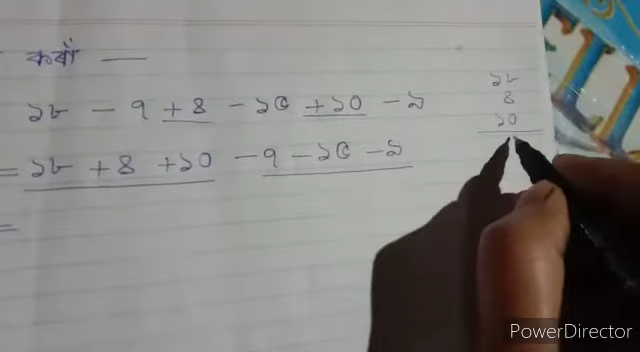 কৰাঁ —
১৮ − ৭ + ৪ − ১৫ + ১০ − ৯
= ১৮ + ৪ + ১০ − ৭ − ১৫ − ৯
=
১৮
৪
১০
PowerDirector